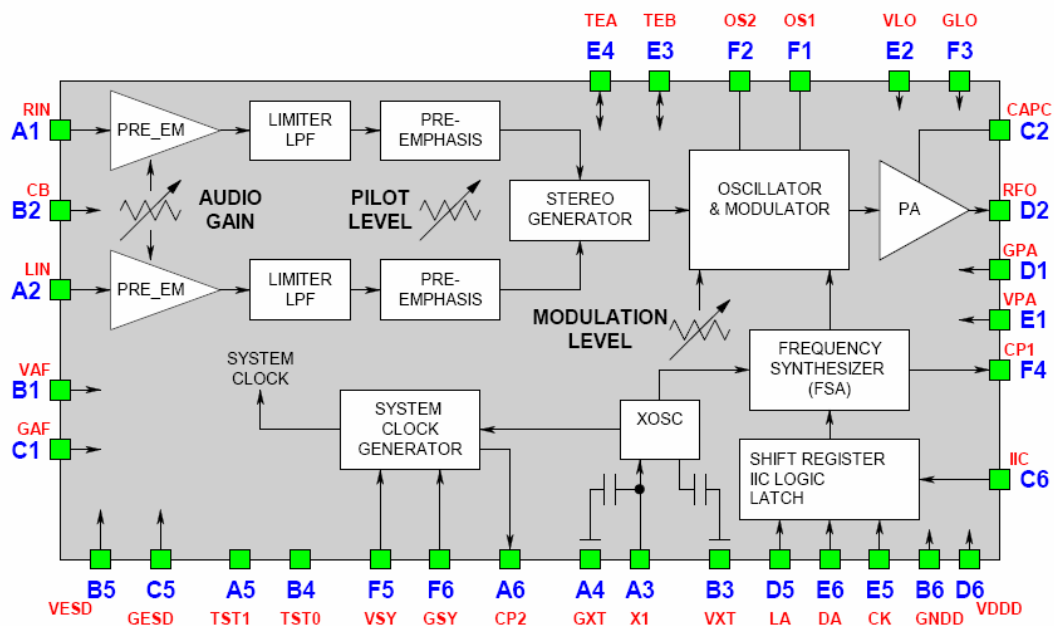 TEA
TEB
OS2
OS1
VLO
GLO
E4
E3
F2
F1
E2
F3
RIN
A1
PRE_EM
LIMITER
LPF
PRE-
EMPHASIS
CAPC
C2
CB
B2
AUDIO
GAIN
PILOT
LEVEL
STEREO
GENERATOR
OSCILLATOR
& MODULATOR
PA
RFO
D2
LIN
A2
PRE_EM
LIMITER
LPF
PRE-
EMPHASIS
MODULATION
LEVEL
GPA
D1
VPA
E1
VAF
B1
SYSTEM
CLOCK
FREQUENCY
SYNTHESIZER
(FSA)
CP1
F4
GAF
C1
SYSTEM
CLOCK
GENERATOR
XOSC
SHIFT REGISTER
IIC LOGIC
LATCH
IIC
C6
B5
C5
A5
B4
F5
F6
A6
A4
A3
B3
D5
E6
E5
B6
D6
VESD
GESD
TST1
TST0
VSY
GSY
CP2
GXT
X1
VXT
LA
DA
CK
GNDD
VDDD